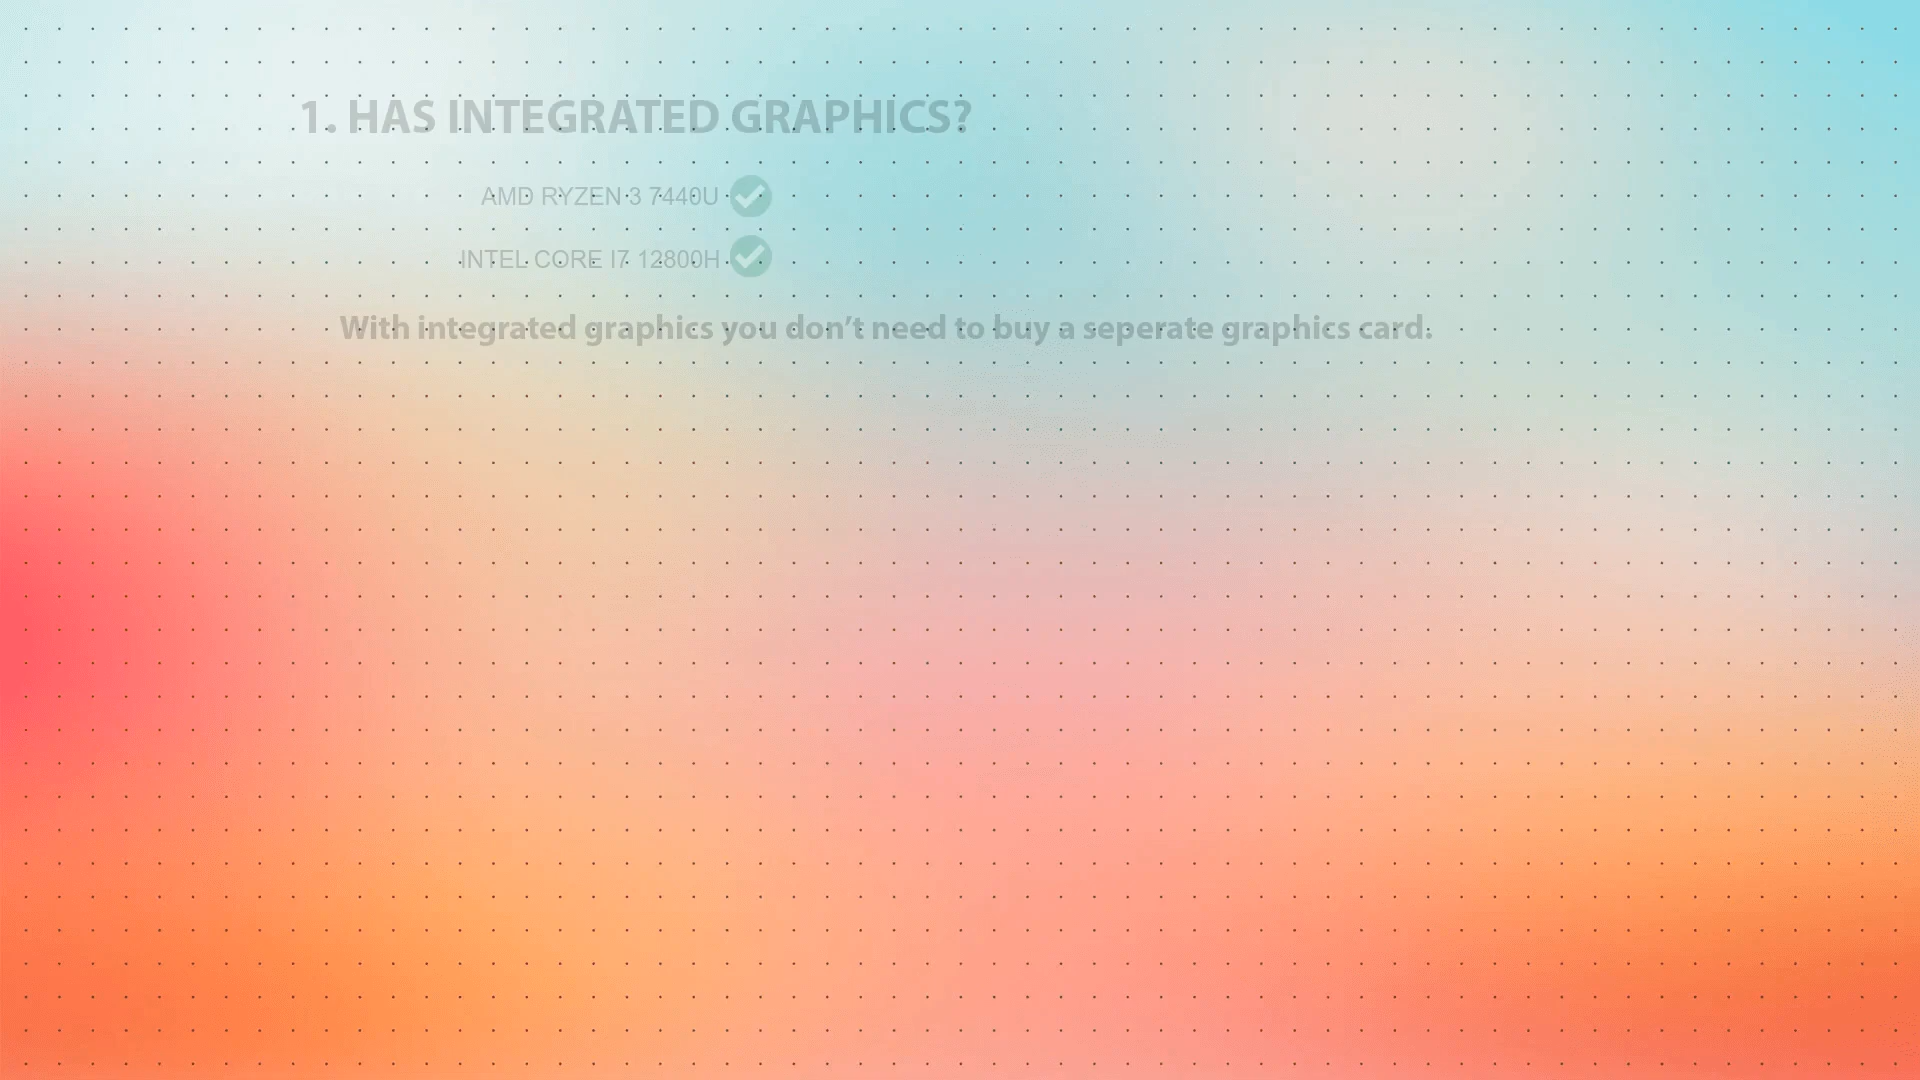 1. HAS INTEGRATED GRAPHICS?
AMD RYZEN 3 7440U
INTEL CORE I7 12800H
With integrated graphics you don’t need to buy a seperate graphics card.